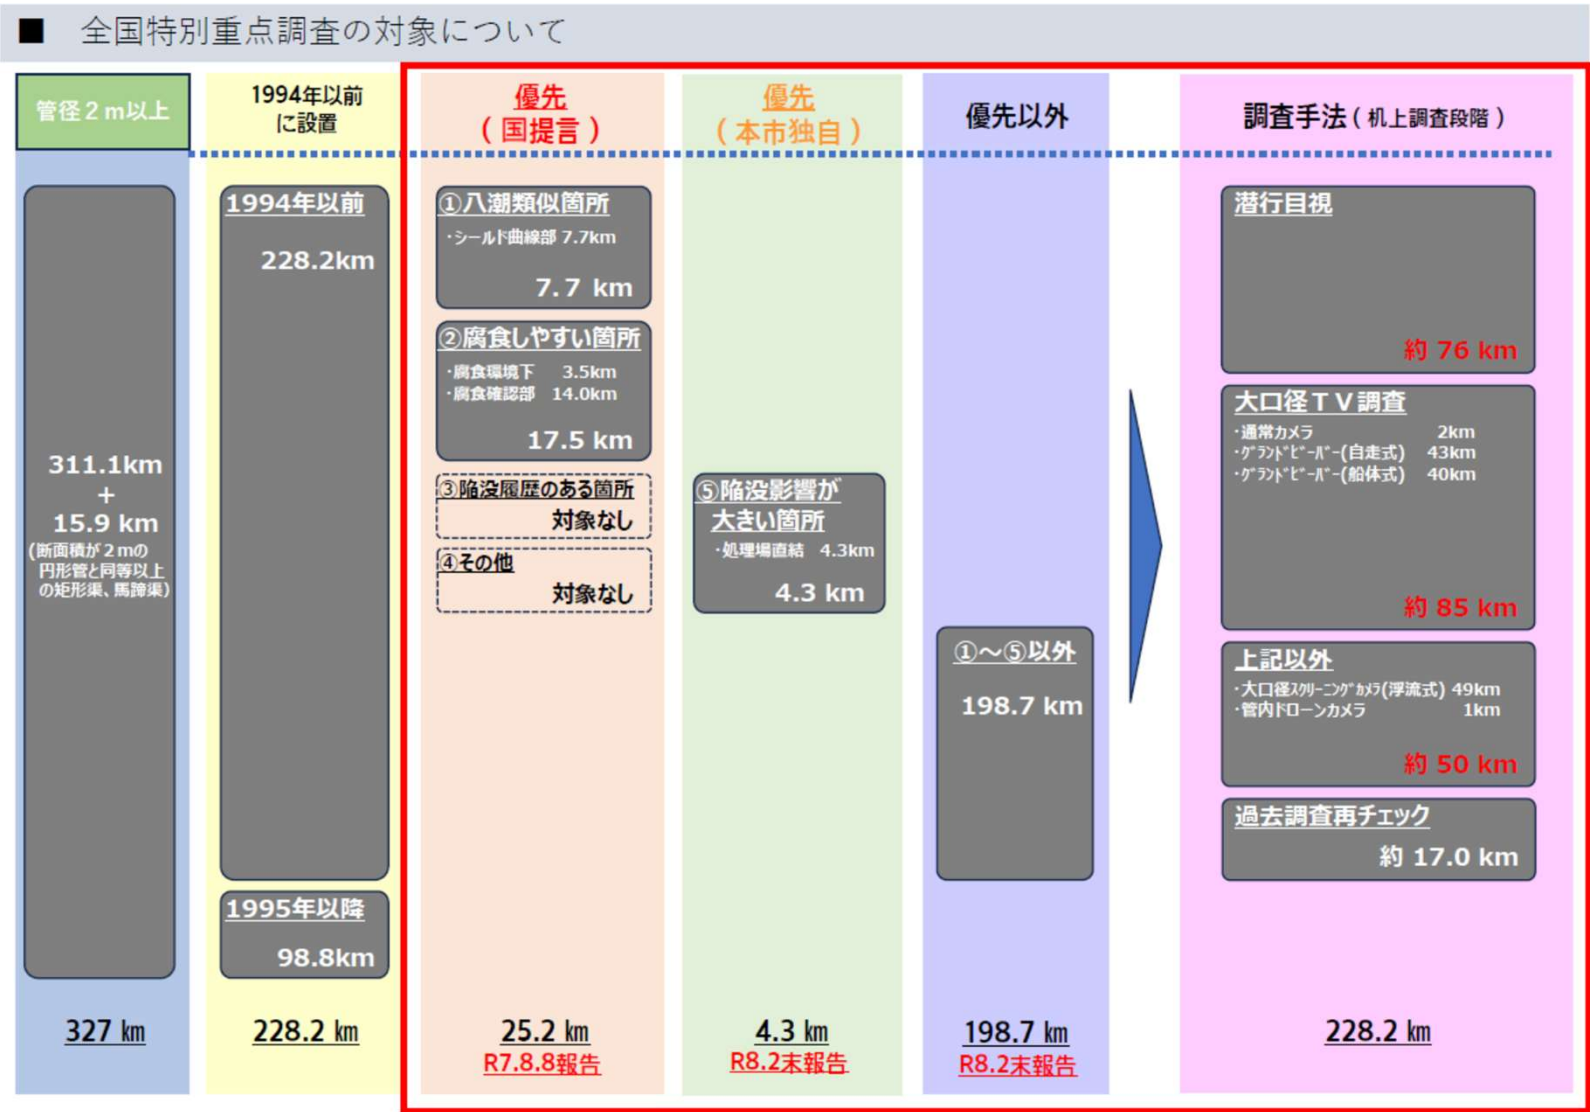 ■ 全国特別重点調査の対象について
管径２ｍ以上
311.1km
+
15.9 km
(断面積が２ｍの
円形管と同等以上
の矩形渠、馬蹄渠)
327 ㎞
1994年以前
に設置
1994年以前
228.2km
1995年以降
98.8km
228.2 ㎞
優先
（国提言）
①八潮類似箇所
・シールド曲線部 7.7km
7.7 km
②腐食しやすい箇所
・腐食環境下 3.5km
・腐食確認部 14.0km
17.5 km
③陥没履歴のある箇所
対象なし
④その他
対象なし
25.2 ㎞
R7.8.8報告
優先
（本市独自）
⑤陥没影響が
大きい箇所
・処理場直結 4.3km
4.3 km
4.3 ㎞
R8.2末報告
優先以外
①～⑤以外
198.7 km
198.7 ㎞
R8.2末報告
調査手法（机上調査段階）
潜行目視
約 76 km
大口径ＴＶ調査
・通常カメラ 2km
・ｸﾞﾗﾝﾄﾞﾋﾞｰﾊﾞｰ(自走式) 43km
・ｸﾞﾗﾝﾄﾞﾋﾞｰﾊﾞｰ(船体式) 40km
約 85 km
上記以外
・大口径ｽｸﾘｰﾆﾝｸﾞｶﾒﾗ(浮流式) 49km
・管内ドローンカメラ 1km
約 50 km
過去調査再チェック
約 17.0 km
228.2 ㎞